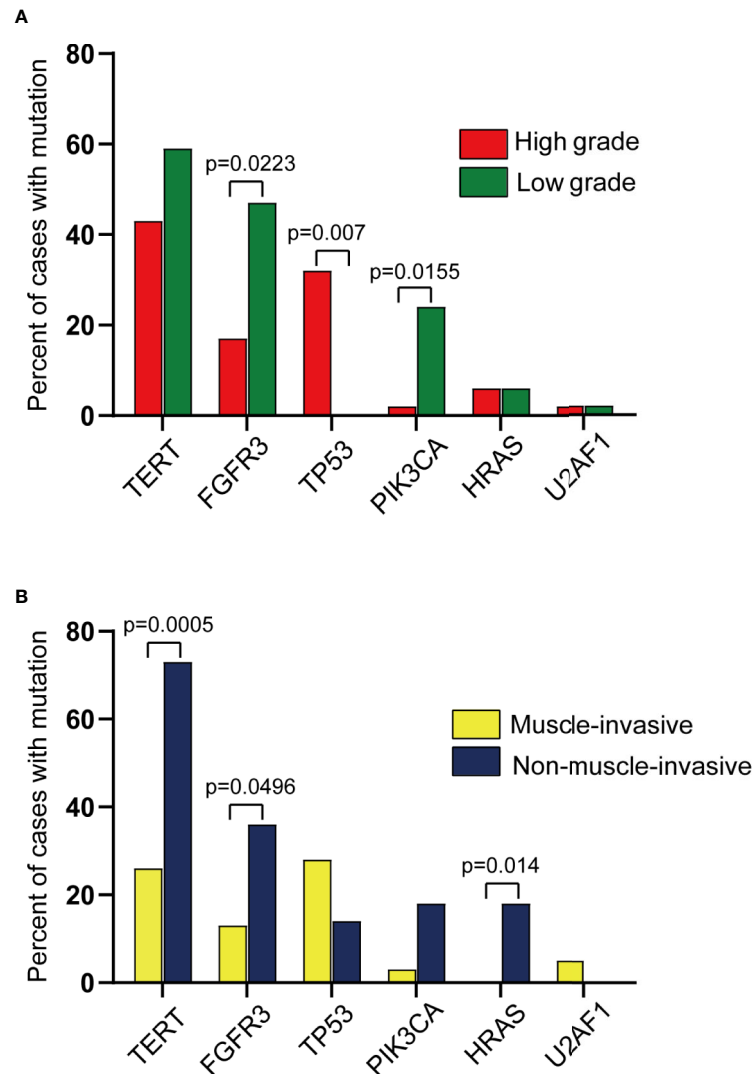 A
Percent of cases with mutation
80
60
40
20
0
p=0.0223
p=0.007
p=0.0155
High grade
Low grade
TERT
FGFR3
TP53
PIK3CA
HRAS
U2AF1
B
Percent of cases with mutation
80
60
40
20
0
p=0.0005
p=0.0496
p=0.014
Muscle-invasive
Non-muscle-invasive
TERT
FGFR3
TP53
PIK3CA
HRAS
U2AF1